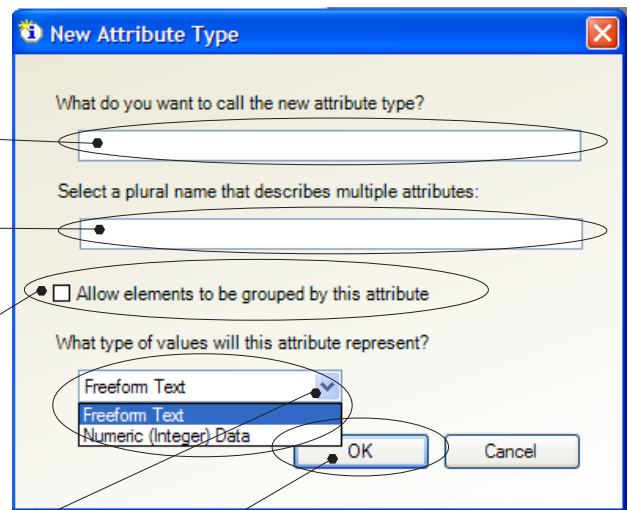 New Attribute Type
What do you want to call the new attribute type?
Select a plural name that describes multiple attributes:
Allow elements to be grouped by this attribute
What type of values will this attribute represent?
Freeform Text
Freeform Text
Numeric (Integer) Data
OK
Cancel